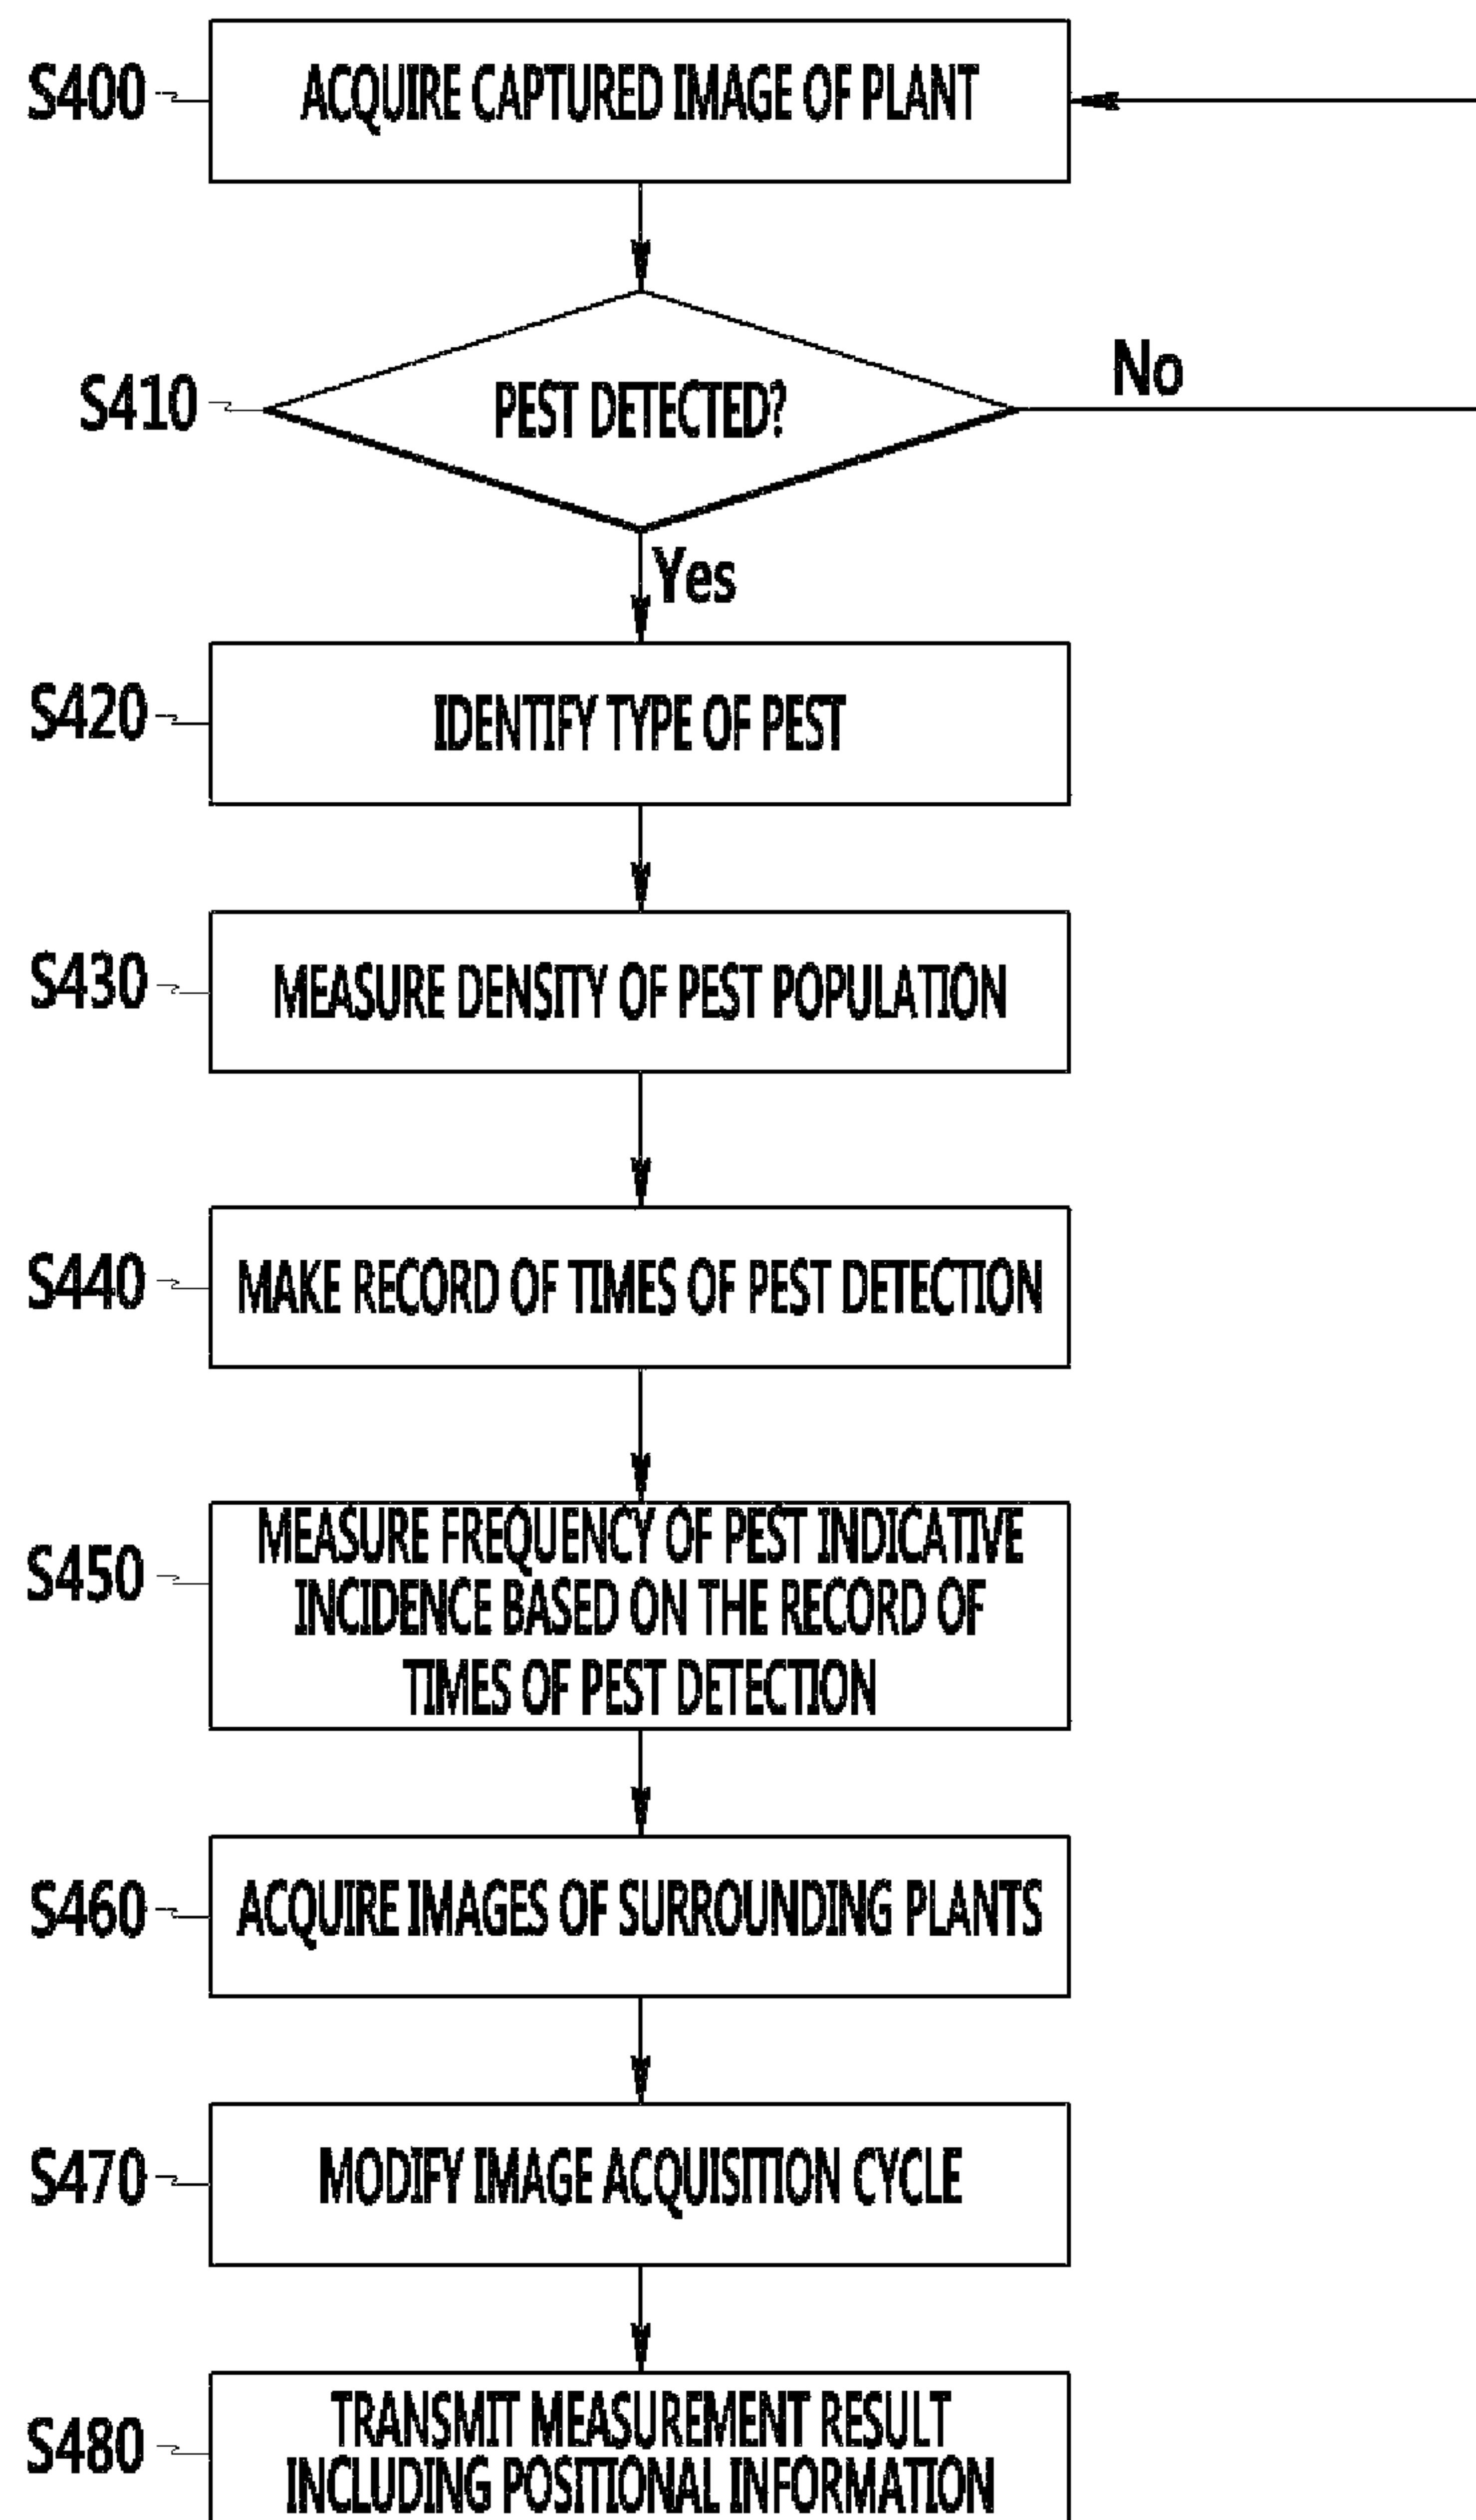 S400
ACQUIRE CAPTURED IMAGE OF PLANT
S410
PEST DETECTED?
No
Yes
S420
IDENTIFY TYPE OF PEST
S430
MEASURE DENSITY OF PEST POPULATION
S440
MAKE RECORD OF TIMES OF PEST DETECTION
S450
MEASURE FREQUENCY OF PEST INDICATIVE
INCIDENCE BASED ON THE RECORD OF
TIMES OF PEST DETECTION
S460
ACQUIRE IMAGES OF SURROUNDING PLANTS
S470
MODIFY IMAGE ACQUISITION CYCLE
S480
TRANSMIT MEASUREMENT RESULT
INCLUDING POSITIONAL INFORMATION